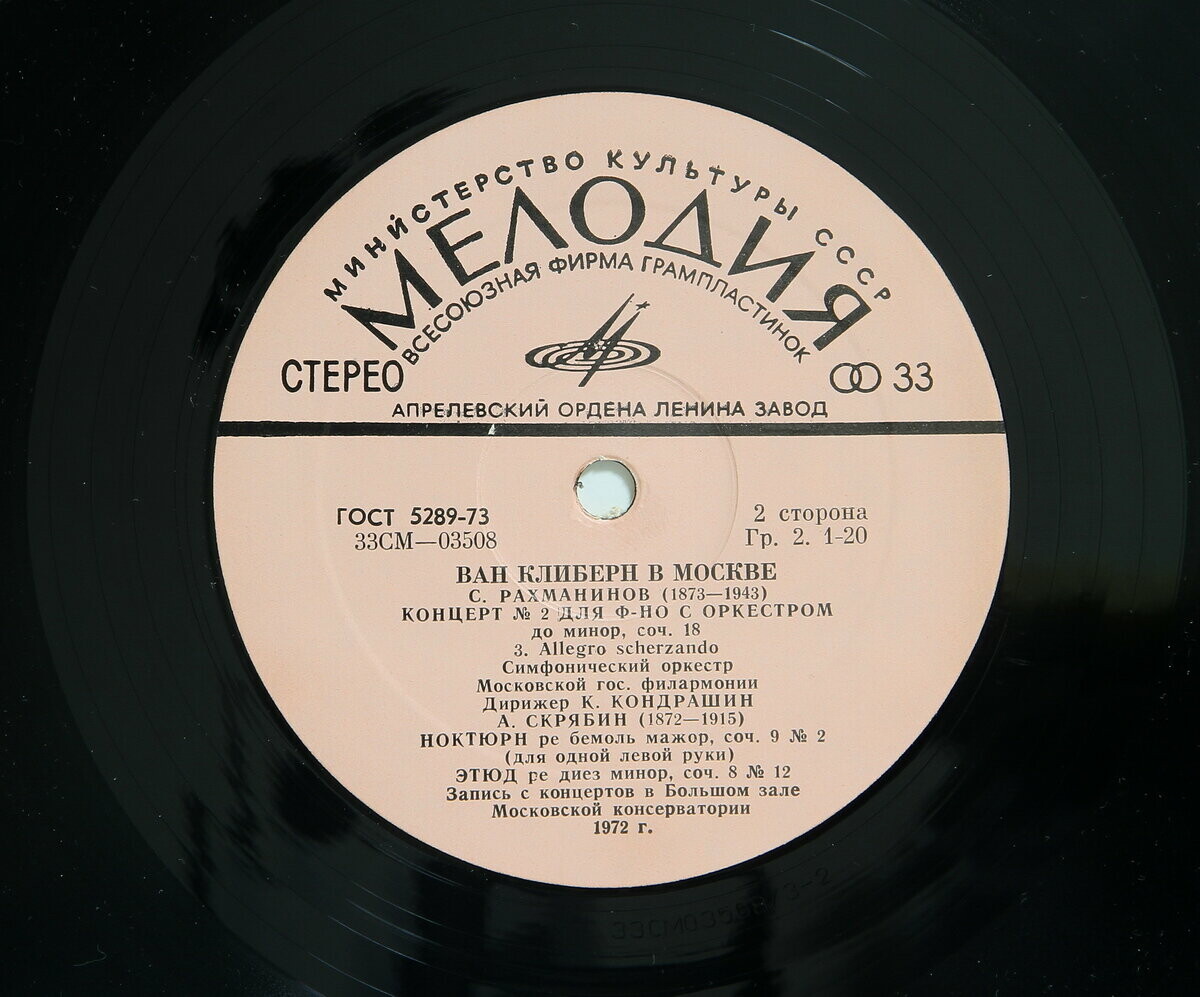 МИНИСТЕРСТВО КУЛЬТУРЫ СССР
МЕЛОДИЯ
ВСЕСОЮЗНАЯ ФИРМА ГРАМПЛАСТИНОК
СТЕРЕО
33
АПРЕЛЕВСКИЙ ОРДЕНА ЛЕНИНА ЗАВОД
ГОСТ 5289-73
2 сторона
33СМ—03508
Гр. 2. 1-20
ВАН КЛИБЕРН В МОСКВЕ
С. РАХМАНИНОВ (1873—1943)
КОНЦЕРТ № 2 ДЛЯ Ф-НО С ОРКЕСТРОМ
до минор, соч. 18
3. Allegro scherzando
Симфонический оркестр
Московской гос. филармонии
Дирижер К. КОНДРАШИН
А. СКРЯБИН (1872—1915)
НОКТЮРН ре бемоль мажор, соч. 9 № 2
(для одной левой руки)
ЭТЮД ре диез минор, соч. 8 № 12
Запись с концертов в Большом зале
Московской консерватории
1972 г.